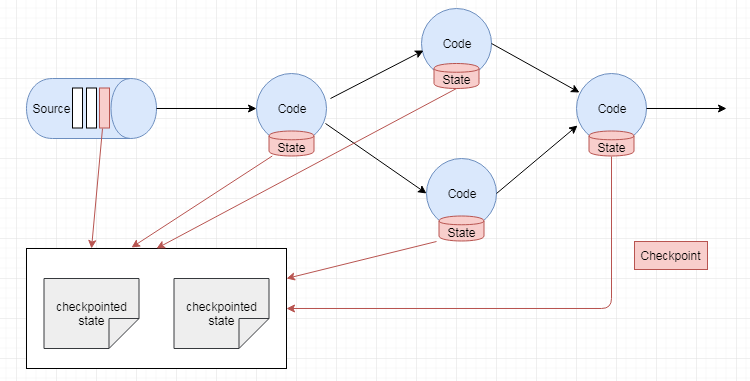 Code
State
Source
Code
State
Code
State
Code
State
Checkpoint
checkpointed
state
checkpointed
state